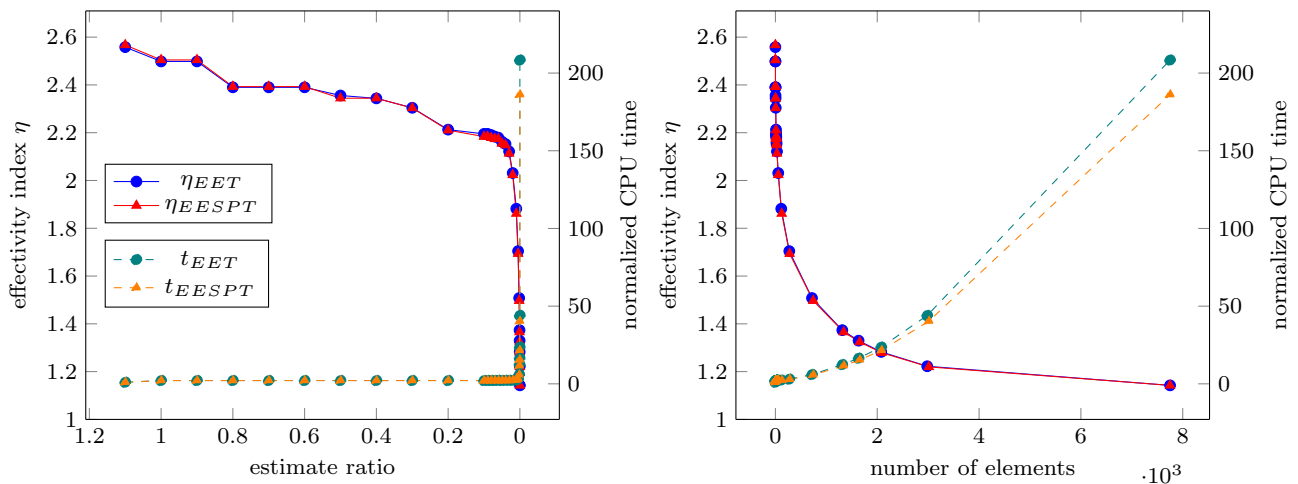 2.6
2.4
2.2
2
1.8
1.6
1.4
1.2
1
effectivity index η
η_EET
η_EESPT
t_EET
t_EESPT
200
150
100
50
0
normalized CPU time
1.2 1 0.8 0.6 0.4 0.2 0
estimate ratio
2.6
2.4
2.2
2
1.8
1.6
1.4
1.2
1
effectivity index η
200
150
100
50
0
normalized CPU time
0 2 4 6 8
number of elements
·10³